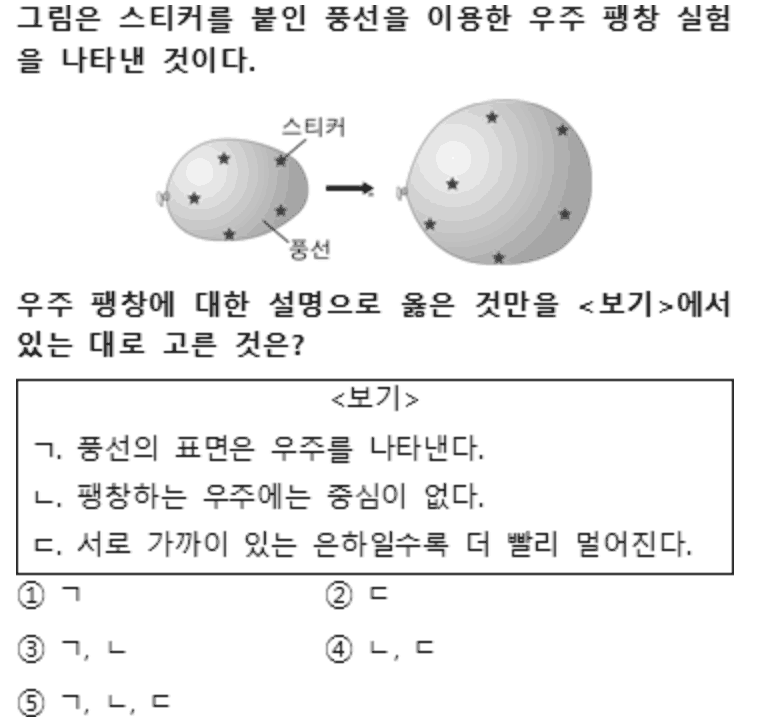 그림은 스티커를 붙인 풍선을 이용한 우주 팽창 실험
을 나타낸 것이다.
스티커
풍선
우주 팽창에 대한 설명으로 옳은 것만을 <보기>에서
있는 대로 고른 것은?
<보기>
ㄱ. 풍선의 표면은 우주를 나타낸다.
ㄴ. 팽창하는 우주에는 중심이 없다.
ㄷ. 서로 가까이 있는 은하일수록 더 빨리 멀어진다.
① ㄱ ② ㄷ
③ ㄱ, ㄴ ④ ㄴ, ㄷ
⑤ ㄱ, ㄴ, ㄷ